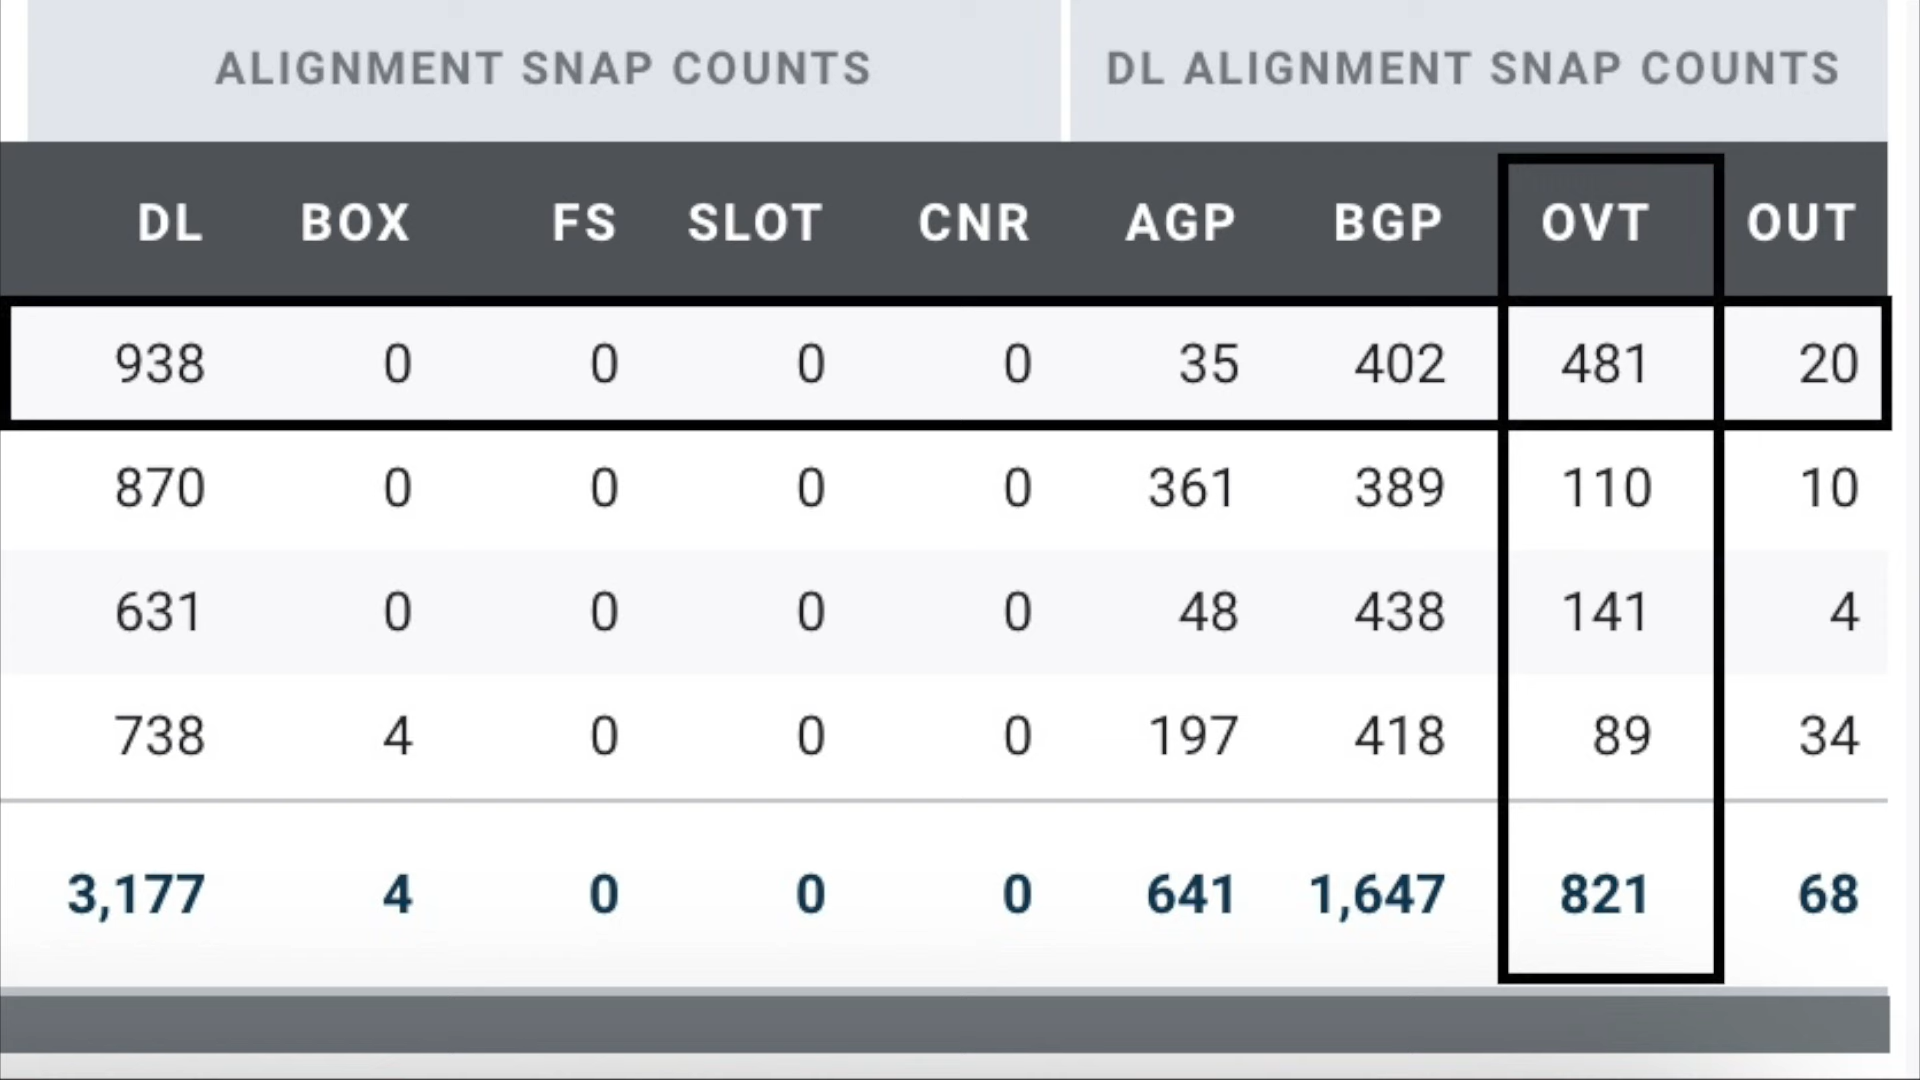 ALIGNMENT SNAP COUNTS DL ALIGNMENT SNAP COUNTS
DL BOX FS SLOT CNR AGP BGP OVT OUT
938 0 0 0 0 35 402 481 20
870 0 0 0 0 361 389 110 10
631 0 0 0 0 48 438 141 4
738 4 0 0 0 197 418 89 34
3,177 4 0 0 0 641 1,647 821 68